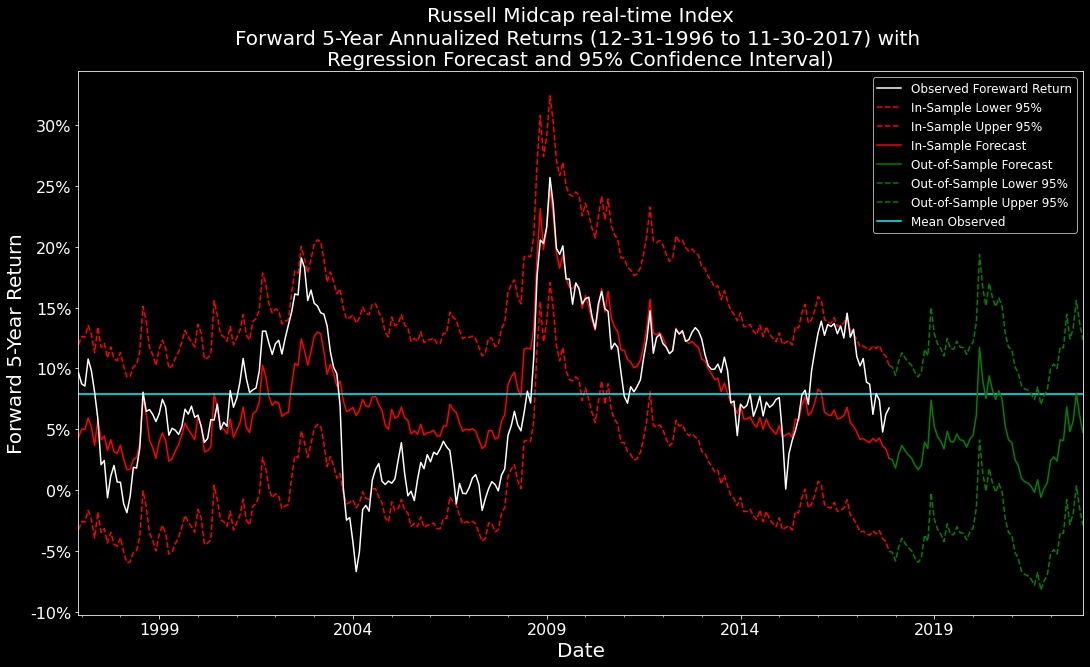 Russell Midcap real-time Index
Forward 5-Year Annualized Returns (12-31-1996 to 11-30-2017) with
Regression Forecast and 95% Confidence Interval)
Observed Foreward Return
In-Sample Lower 95%
In-Sample Upper 95%
In-Sample Forecast
Out-of-Sample Forecast
Out-of-Sample Lower 95%
Out-of-Sample Upper 95%
Mean Observed
Forward 5-Year Return
30%
25%
20%
15%
10%
5%
0%
-5%
-10%
1999 2004 2009 2014 2019
Date